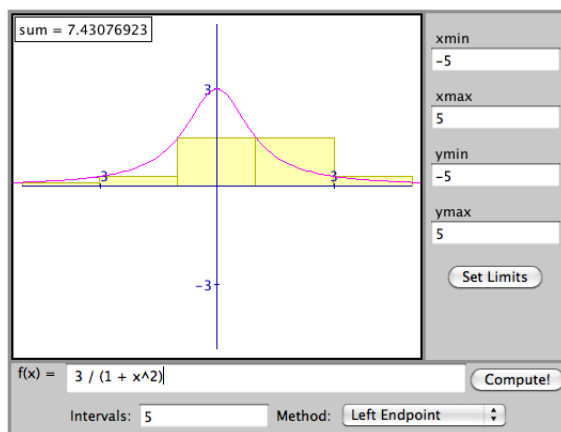 sum = 7.43076923
3
3
3
−3
xmin
-5
xmax
5
ymin
-5
ymax
5
Set Limits
f(x) = 3 / (1 + x^2)
Compute!
Intervals: 5 Method: Left Endpoint